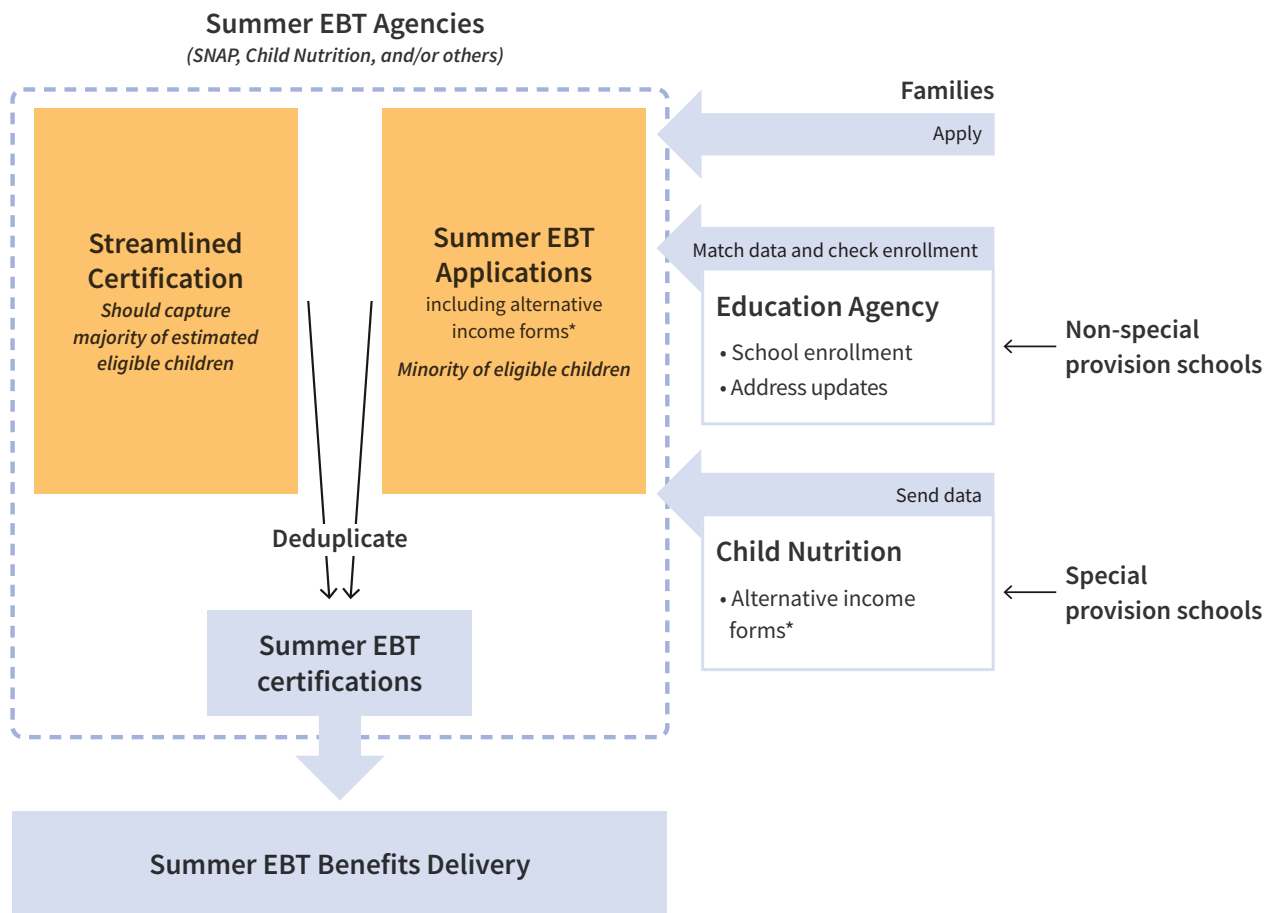 Summer EBT Agencies
(SNAP, Child Nutrition, and/or others)
Streamlined
Certification
Should capture
majority of estimated
eligible children
Summer EBT
Applications
including alternative
income forms*
Minority of eligible children
Deduplicate
Summer EBT
certifications
Summer EBT Benefits Delivery
Families
Apply
Match data and check enrollment
Education Agency
• School enrollment
• Address updates
Non-special
provision schools
Send data
Child Nutrition
• Alternative income
forms*
Special
provision schools